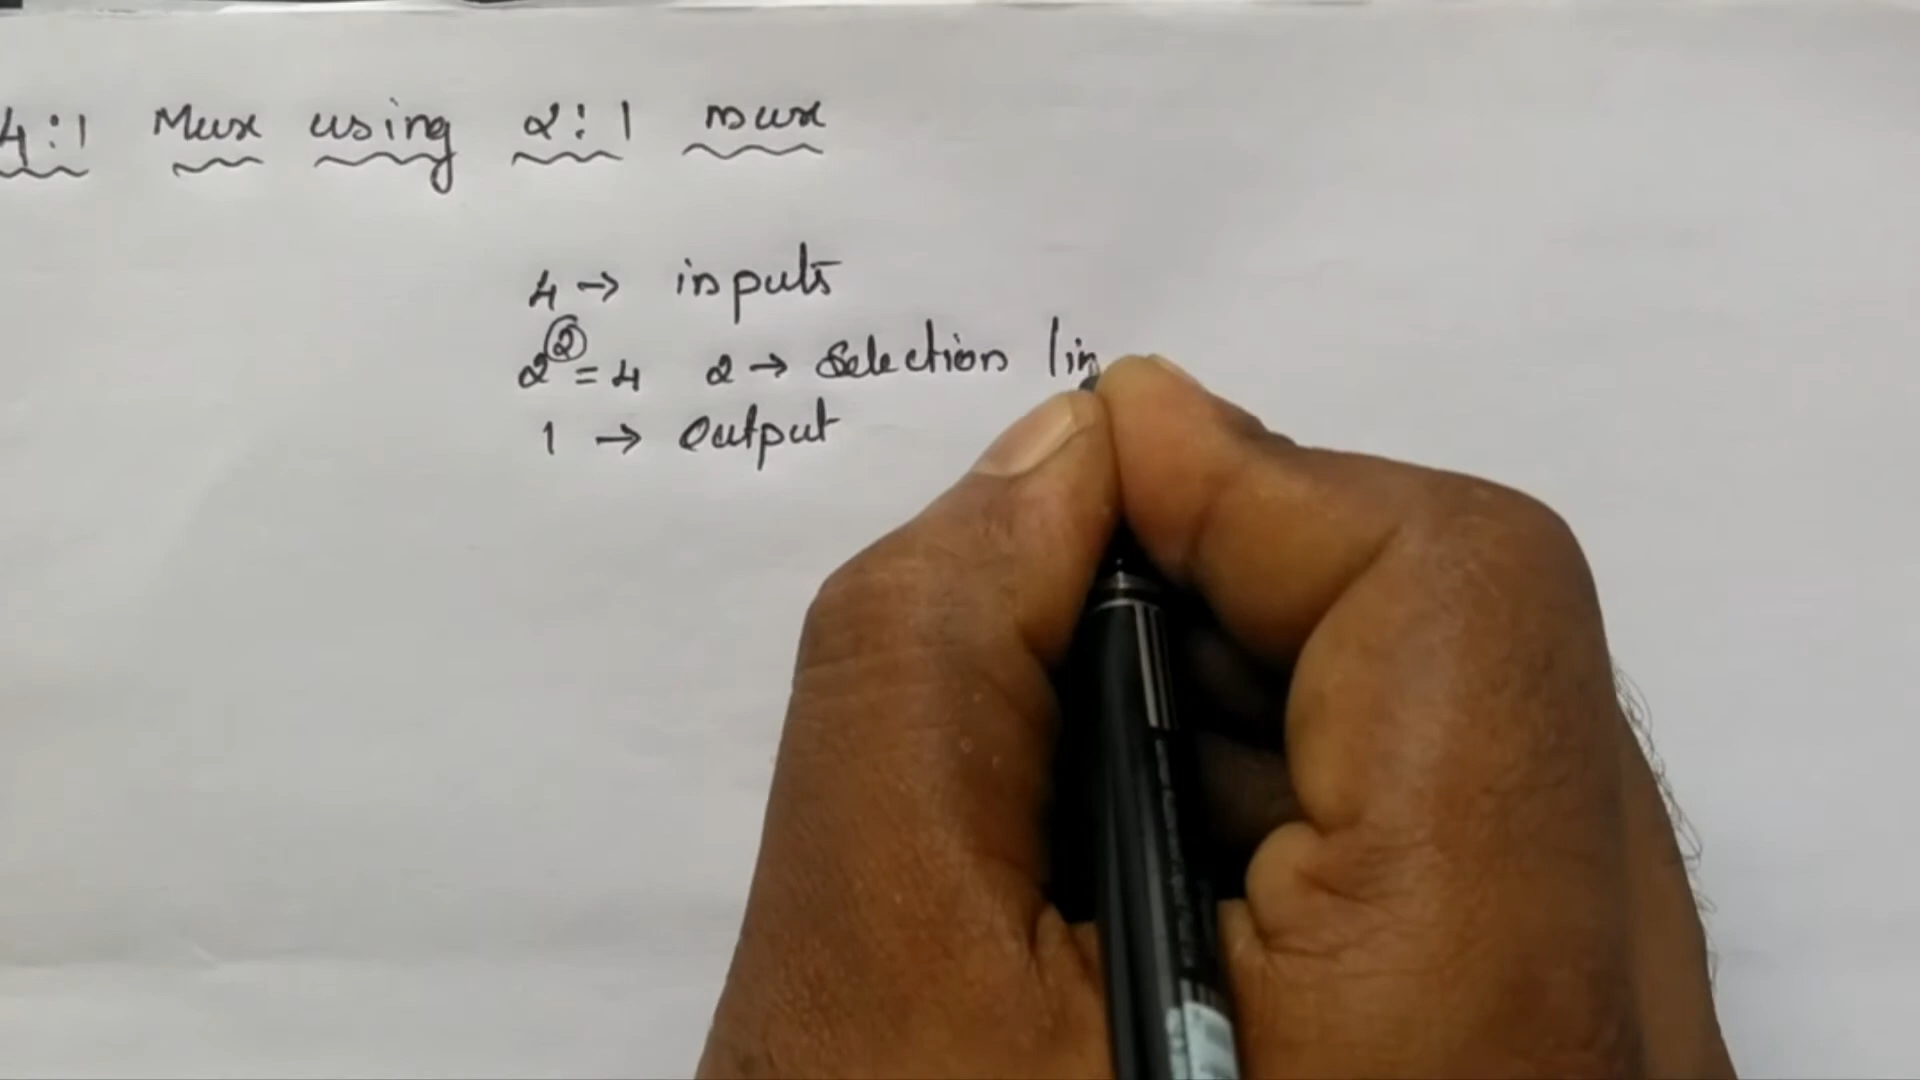 4:1 Mux using 2:1 mux
4 → inputs
2² = 4 2 → Selection lin
1 → Output